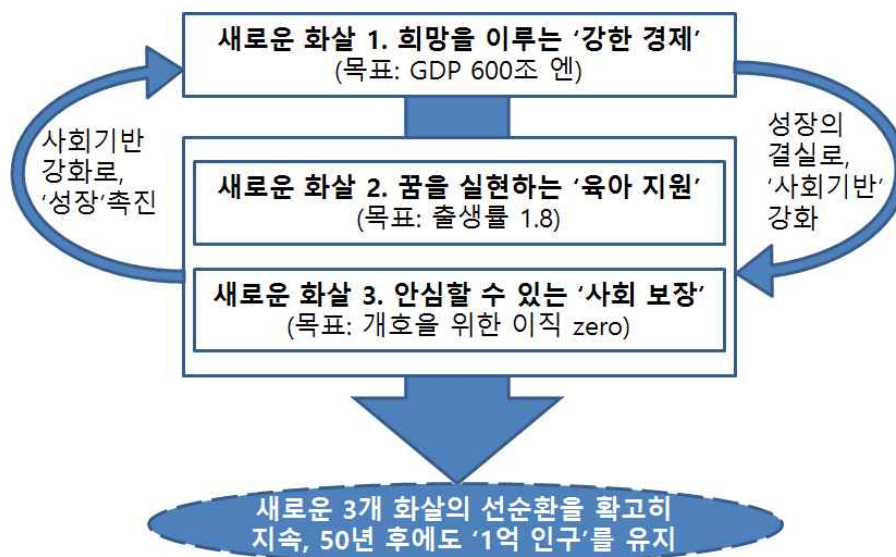 새로운 화살 1. 희망을 이루는 ‘강한 경제’
(목표: GDP 600조 엔)
사회기반
강화로,
‘성장’촉진
성장의
결실로,
‘사회기반’
강화
새로운 화살 2. 꿈을 실현하는 ‘육아 지원’
(목표: 출생률 1.8)
새로운 화살 3. 안심할 수 있는 ‘사회 보장’
(목표: 개호을 위한 이직 zero)
새로운 3개 화살의 선순환을 확고히
지속, 50년 후에도 ‘1억 인구’를 유지